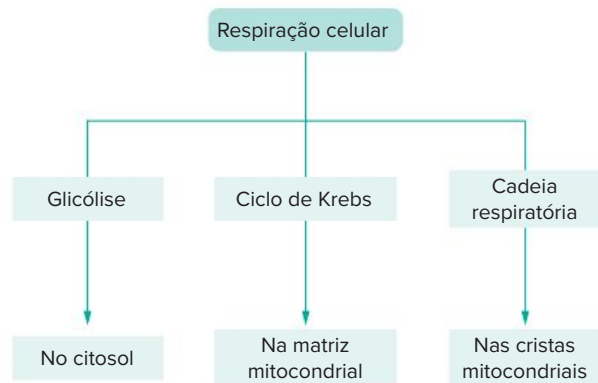 Respiração celular
Glicólise
Ciclo de Krebs
Cadeia
respiratória
No citosol
Na matriz
mitocondrial
Nas cristas
mitocondriais